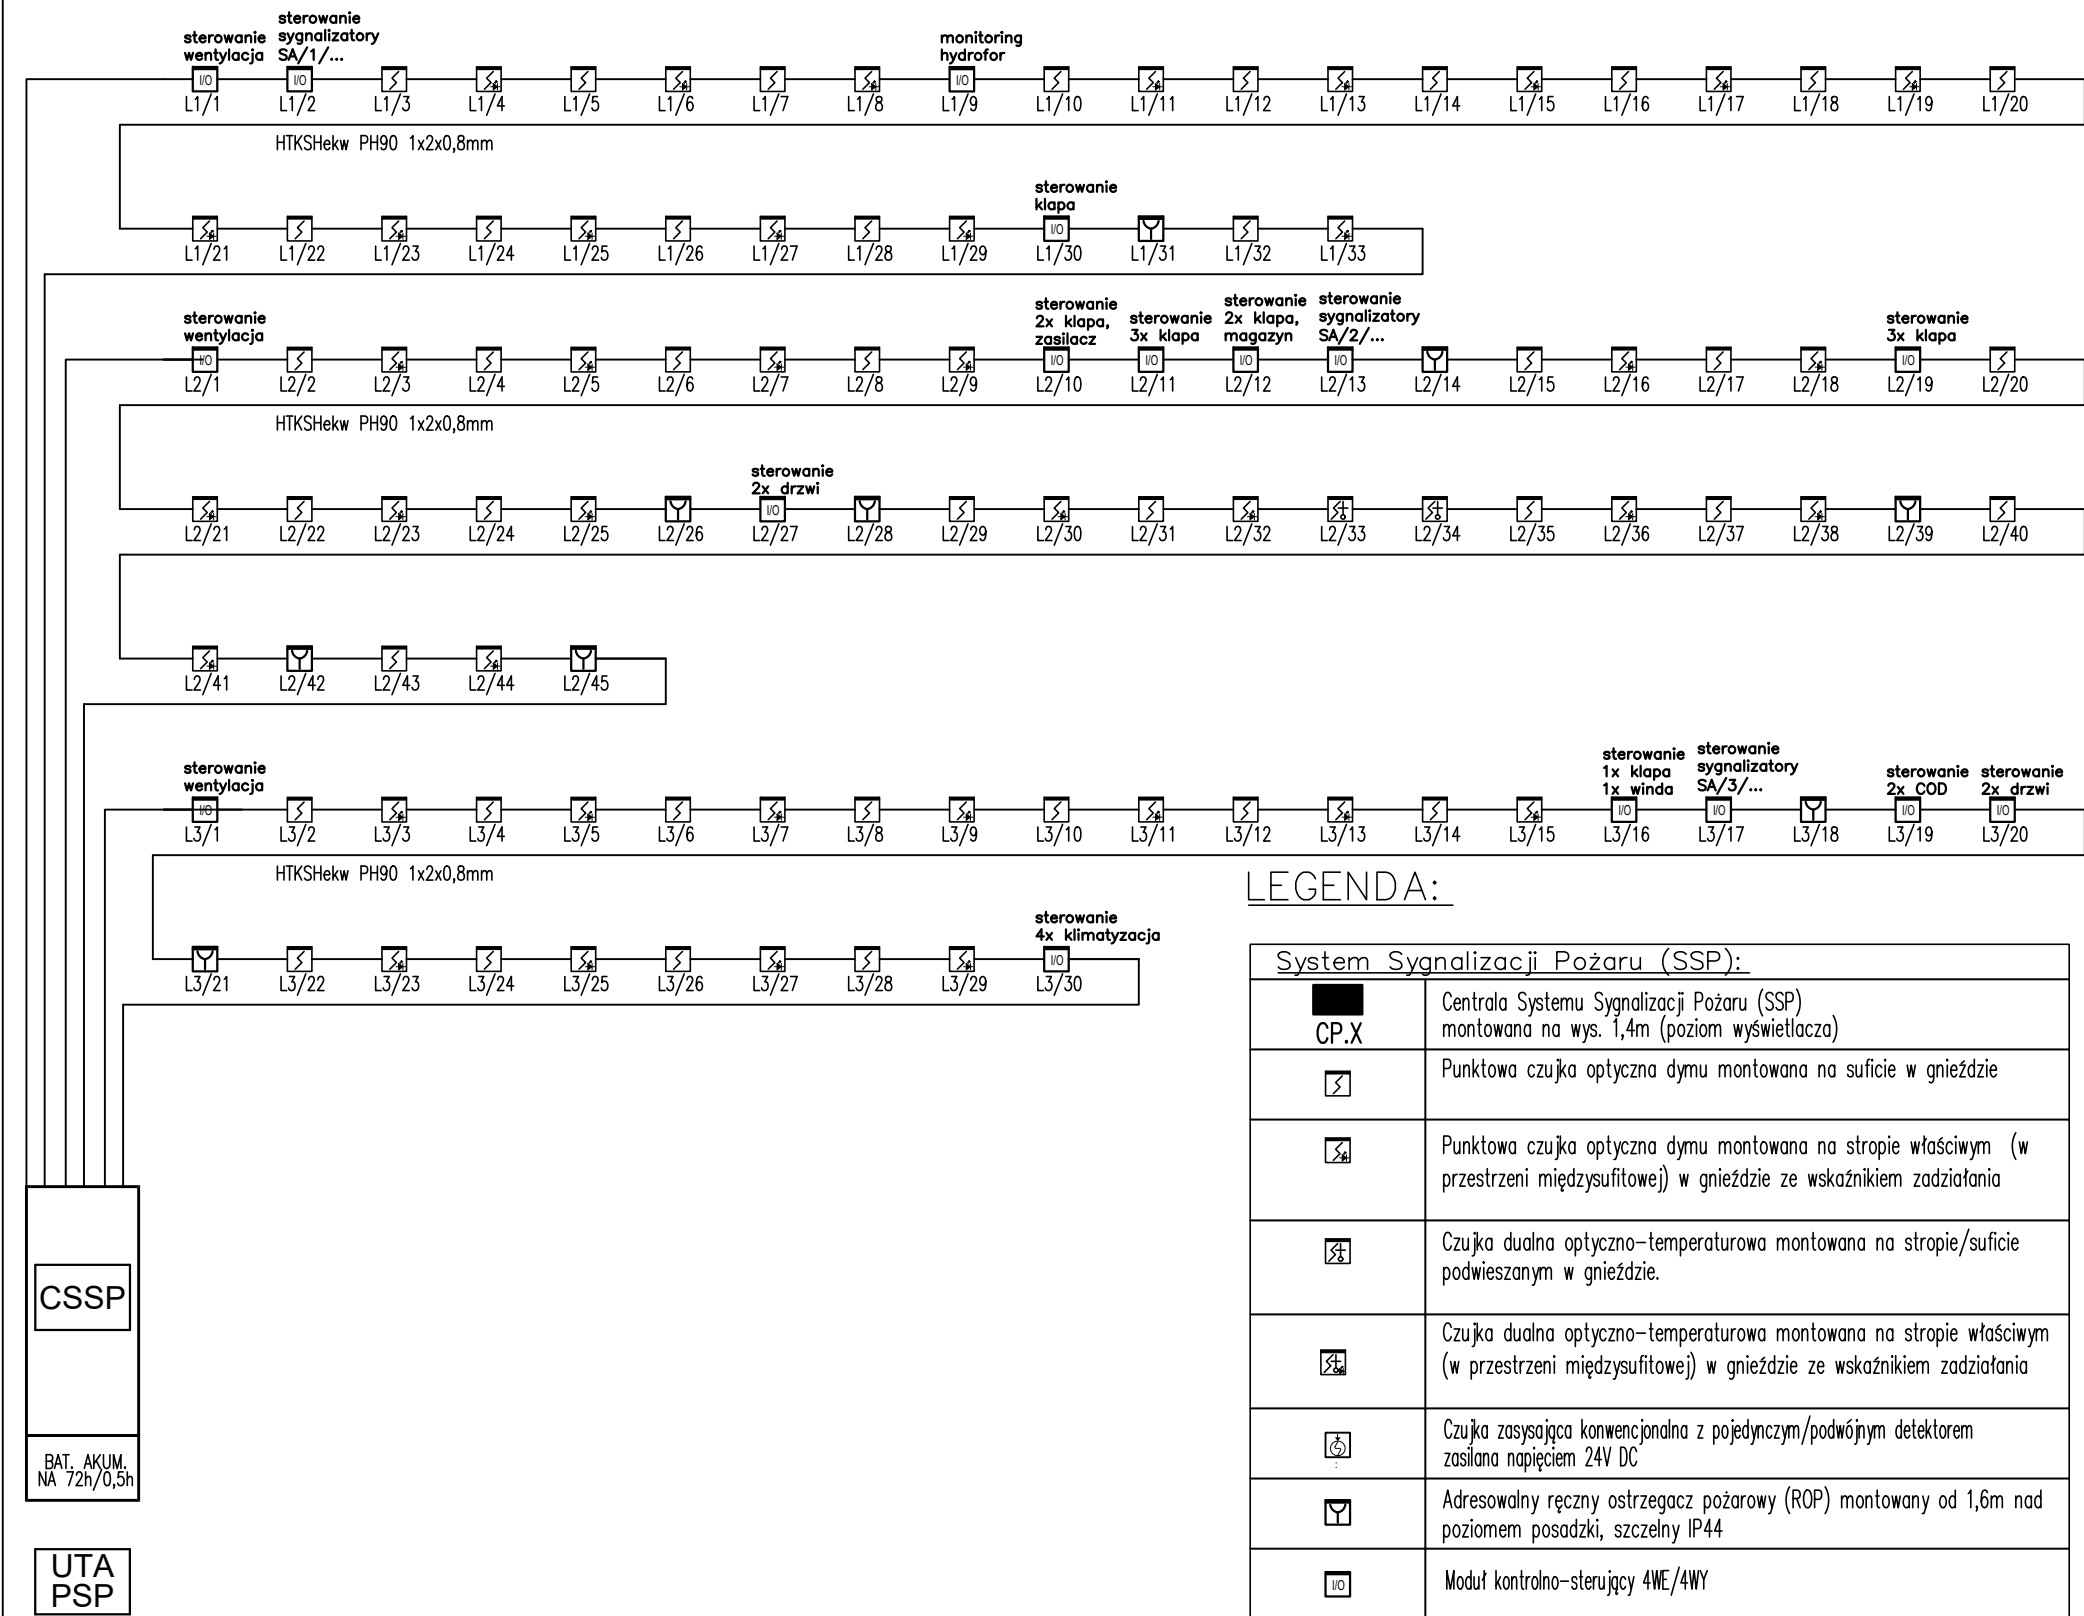 sterowanie
wentylacja
sterowanie
sygnalizatory
SA/1/...
monitoring
hydrofor
I/O I/O I/O
L1/1 L1/2 L1/3 L1/4 L1/5 L1/6 L1/7 L1/8 L1/9 L1/10 L1/11 L1/12 L1/13 L1/14 L1/15 L1/16 L1/17 L1/18 L1/19 L1/20
HTKSHekw PH90 1x2x0,8mm
sterowanie
klapa
I/O
L1/21 L1/22 L1/23 L1/24 L1/25 L1/26 L1/27 L1/28 L1/29 L1/30 L1/31 L1/32 L1/33
sterowanie
wentylacja
sterowanie
2x klapa,
zasilacz
sterowanie
3x klapa
sterowanie
2x klapa,
magazyn
sterowanie
sygnalizatory
SA/2/...
sterowanie
3x klapa
I/O I/O I/O I/O I/O I/O
L2/1 L2/2 L2/3 L2/4 L2/5 L2/6 L2/7 L2/8 L2/9 L2/10 L2/11 L2/12 L2/13 L2/14 L2/15 L2/16 L2/17 L2/18 L2/19 L2/20
HTKSHekw PH90 1x2x0,8mm
sterowanie
2x drzwi
I/O
L2/21 L2/22 L2/23 L2/24 L2/25 L2/26 L2/27 L2/28 L2/29 L2/30 L2/31 L2/32 L2/33 L2/34 L2/35 L2/36 L2/37 L2/38 L2/39 L2/40
L2/41 L2/42 L2/43 L2/44 L2/45
sterowanie
wentylacja
sterowanie
1x klapa
1x winda
sterowanie
sygnalizatory
SA/3/...
sterowanie
2x COD
sterowanie
2x drzwi
I/O I/O I/O I/O I/O
L3/1 L3/2 L3/3 L3/4 L3/5 L3/6 L3/7 L3/8 L3/9 L3/10 L3/11 L3/12 L3/13 L3/14 L3/15 L3/16 L3/17 L3/18 L3/19 L3/20
HTKSHekw PH90 1x2x0,8mm
sterowanie
4x klimatyzacja
I/O
L3/21 L3/22 L3/23 L3/24 L3/25 L3/26 L3/27 L3/28 L3/29 L3/30
CSSP
BAT. AKUM.
NA 72h/0,5h
UTA
PSP
LEGENDA:
System Sygnalizacji Pożaru (SSP):
CP.X
Centrala Systemu Sygnalizacji Pożaru (SSP)
montowana na wys. 1,4m (poziom wyświetlacza)
Punktowa czujka optyczna dymu montowana na suficie w gnieździe
Punktowa czujka optyczna dymu montowana na stropie właściwym (w
przestrzeni międzysufitowej) w gnieździe ze wskaźnikiem zadziałania
Czujka dualna optyczno-temperaturowa montowana na stropie/suficie
podwieszanym w gnieździe.
Czujka dualna optyczno-temperaturowa montowana na stropie właściwym
(w przestrzeni międzysufitowej) w gnieździe ze wskaźnikiem zadziałania
Czujka zasysająca konwencjonalna z pojedynczym/podwójnym detektorem
zasilana napięciem 24V DC
Adresowalny ręczny ostrzegacz pożarowy (ROP) montowany od 1,6m nad
poziomem posadzki, szczelny IP44
I/O
Moduł kontrolno-sterujący 4WE/4WY